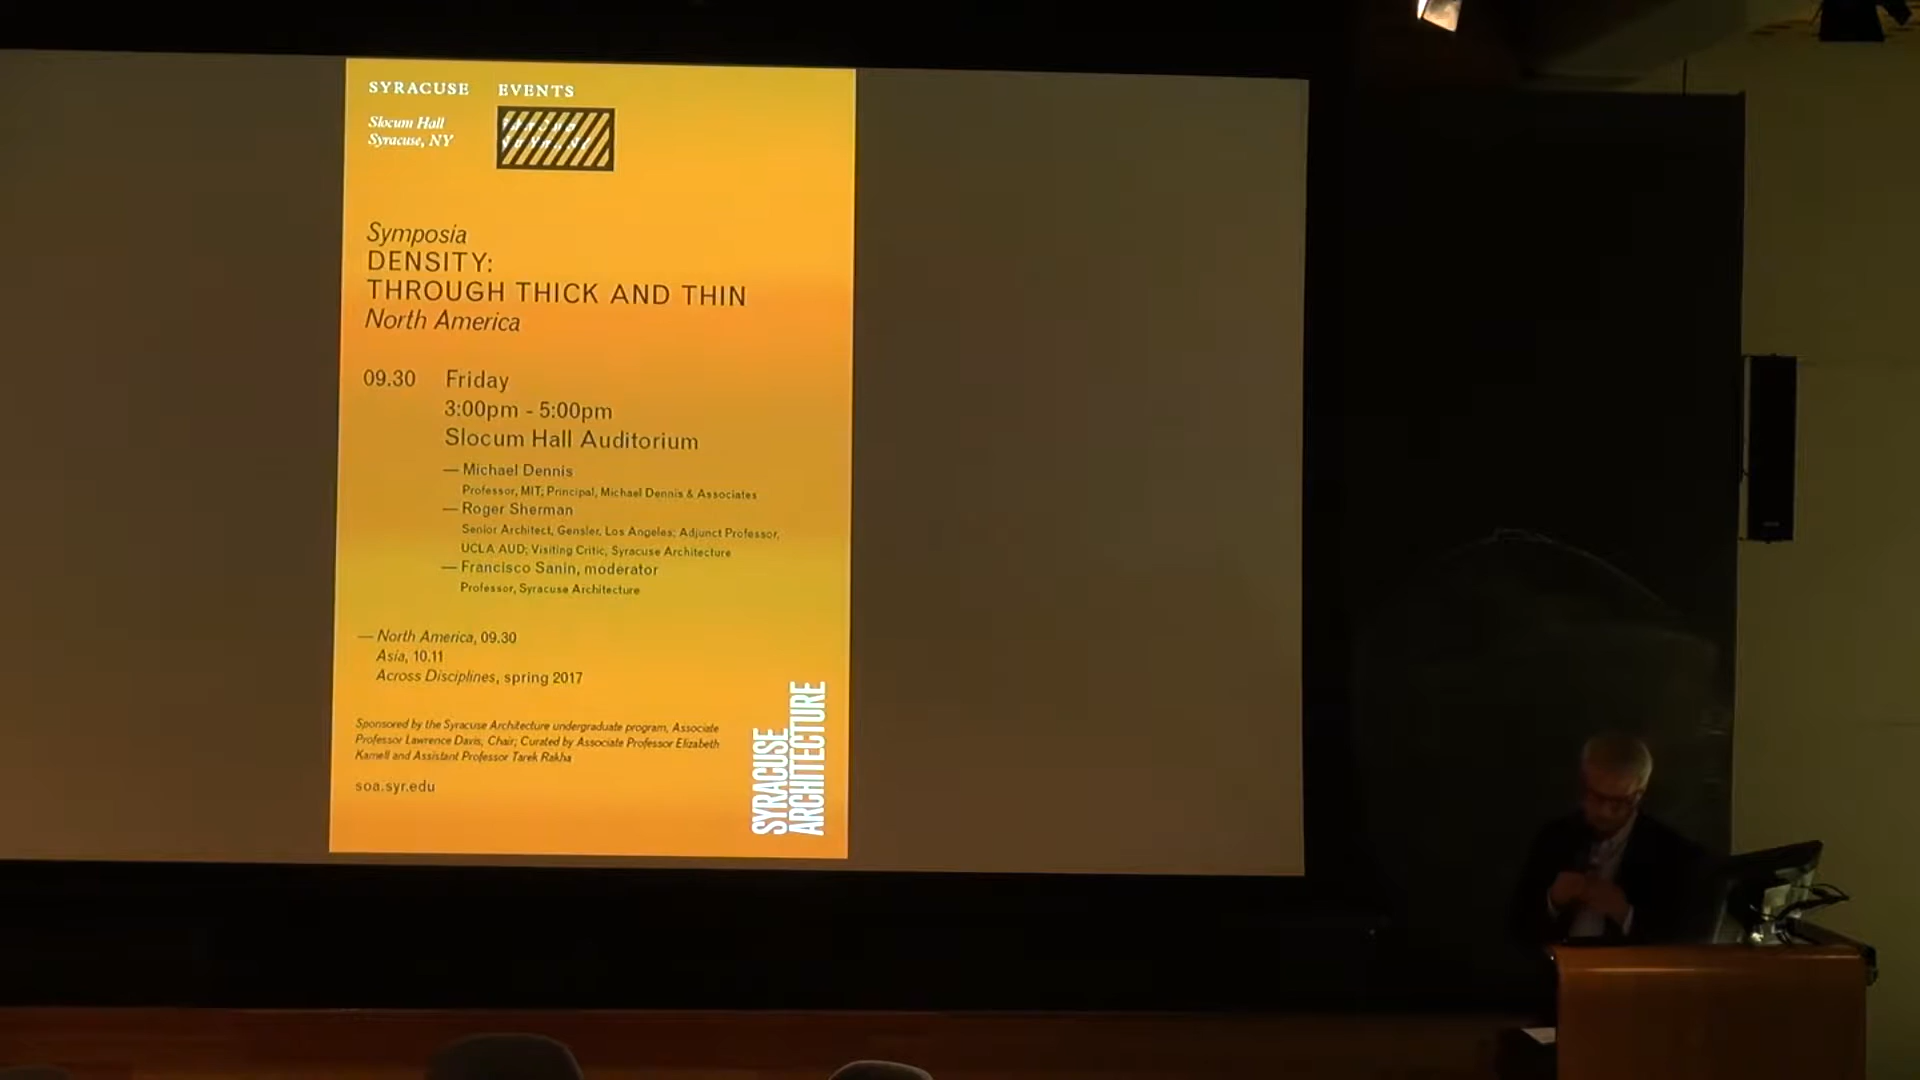 SYRACUSE EVENTS
Slocum Hall
Syracuse, NY
Symposia
DENSITY:
THROUGH THICK AND THIN
North America
09.30 Friday
3:00pm - 5:00pm
Slocum Hall Auditorium
— Michael Dennis
Professor, MIT; Principal, Michael Dennis & Associates
— Roger Sherman
Senior Architect, Gensler, Los Angeles; Adjunct Professor,
UCLA AUD; Visiting Critic, Syracuse Architecture
— Francisco Sanin, moderator
Professor, Syracuse Architecture
— North America, 09.30
Asia, 10.11
Across Disciplines, spring 2017
Sponsored by the Syracuse Architecture undergraduate program, Associate
Professor Lawrence Davis, Chair; Curated by Associate Professor Elizabeth
Kamell and Assistant Professor Tarek Rakha
soa.syr.edu
SYRACUSE
ARCHITECTURE